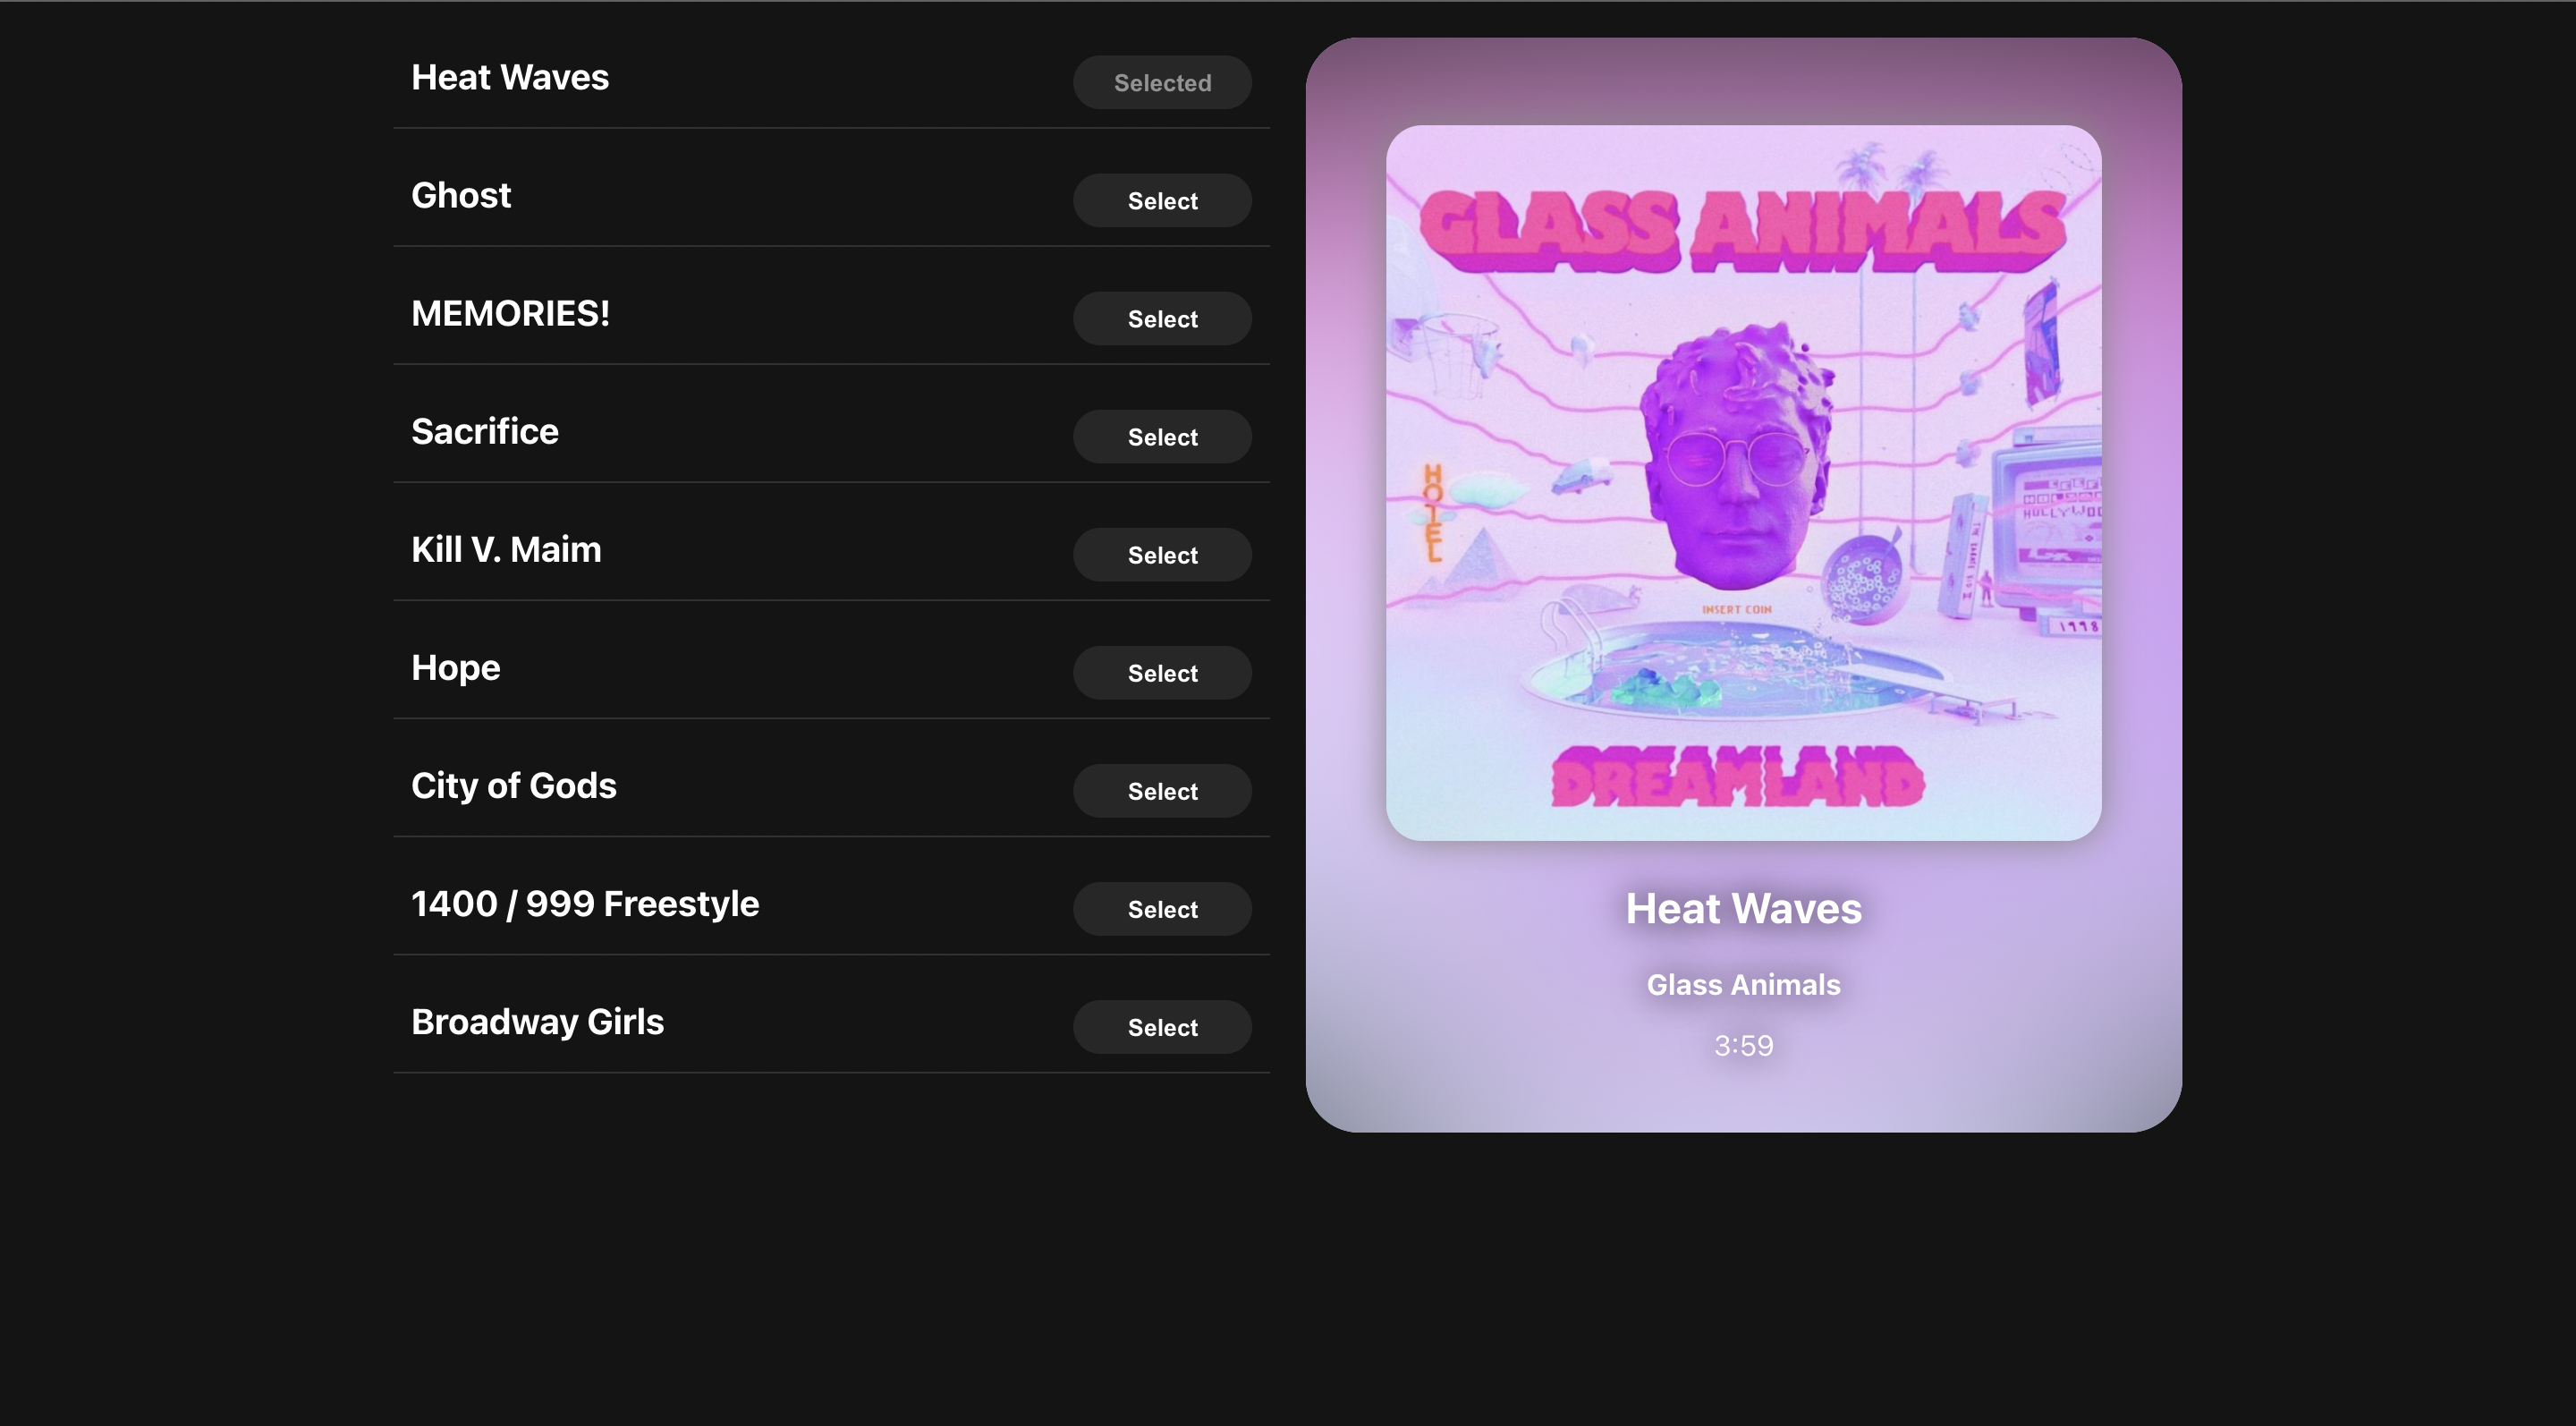 Heat Waves
Selected
Ghost
Select
MEMORIES!
Select
Sacrifice
Select
Kill V. Maim
Select
Hope
Select
City of Gods
Select
1400 / 999 Freestyle
Select
Broadway Girls
Select
GLASS ANIMALS
HOTEL
INSERT COIN
1998
DREAMLAND
Heat Waves
Glass Animals
3:59